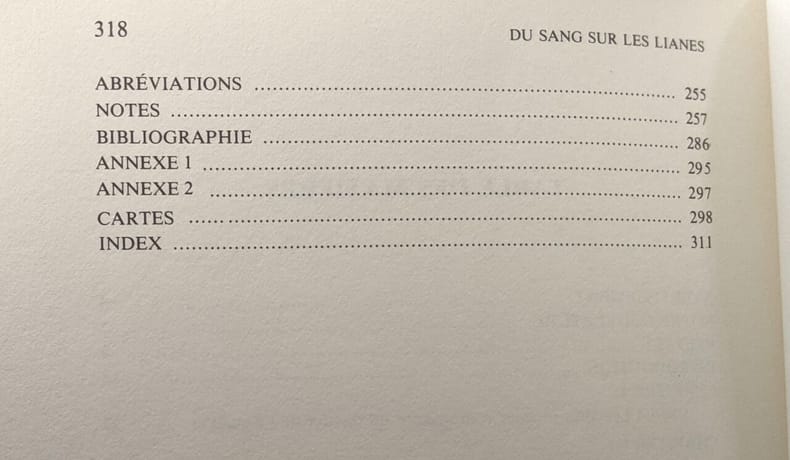 318
DU SANG SUR LES LIANES
ABRÉVIATIONS ........................................................................ 255
NOTES ........................................................................ 257
BIBLIOGRAPHIE ........................................................................ 286
ANNEXE 1 ........................................................................ 295
ANNEXE 2 ........................................................................ 297
CARTES ........................................................................ 298
INDEX ........................................................................ 311